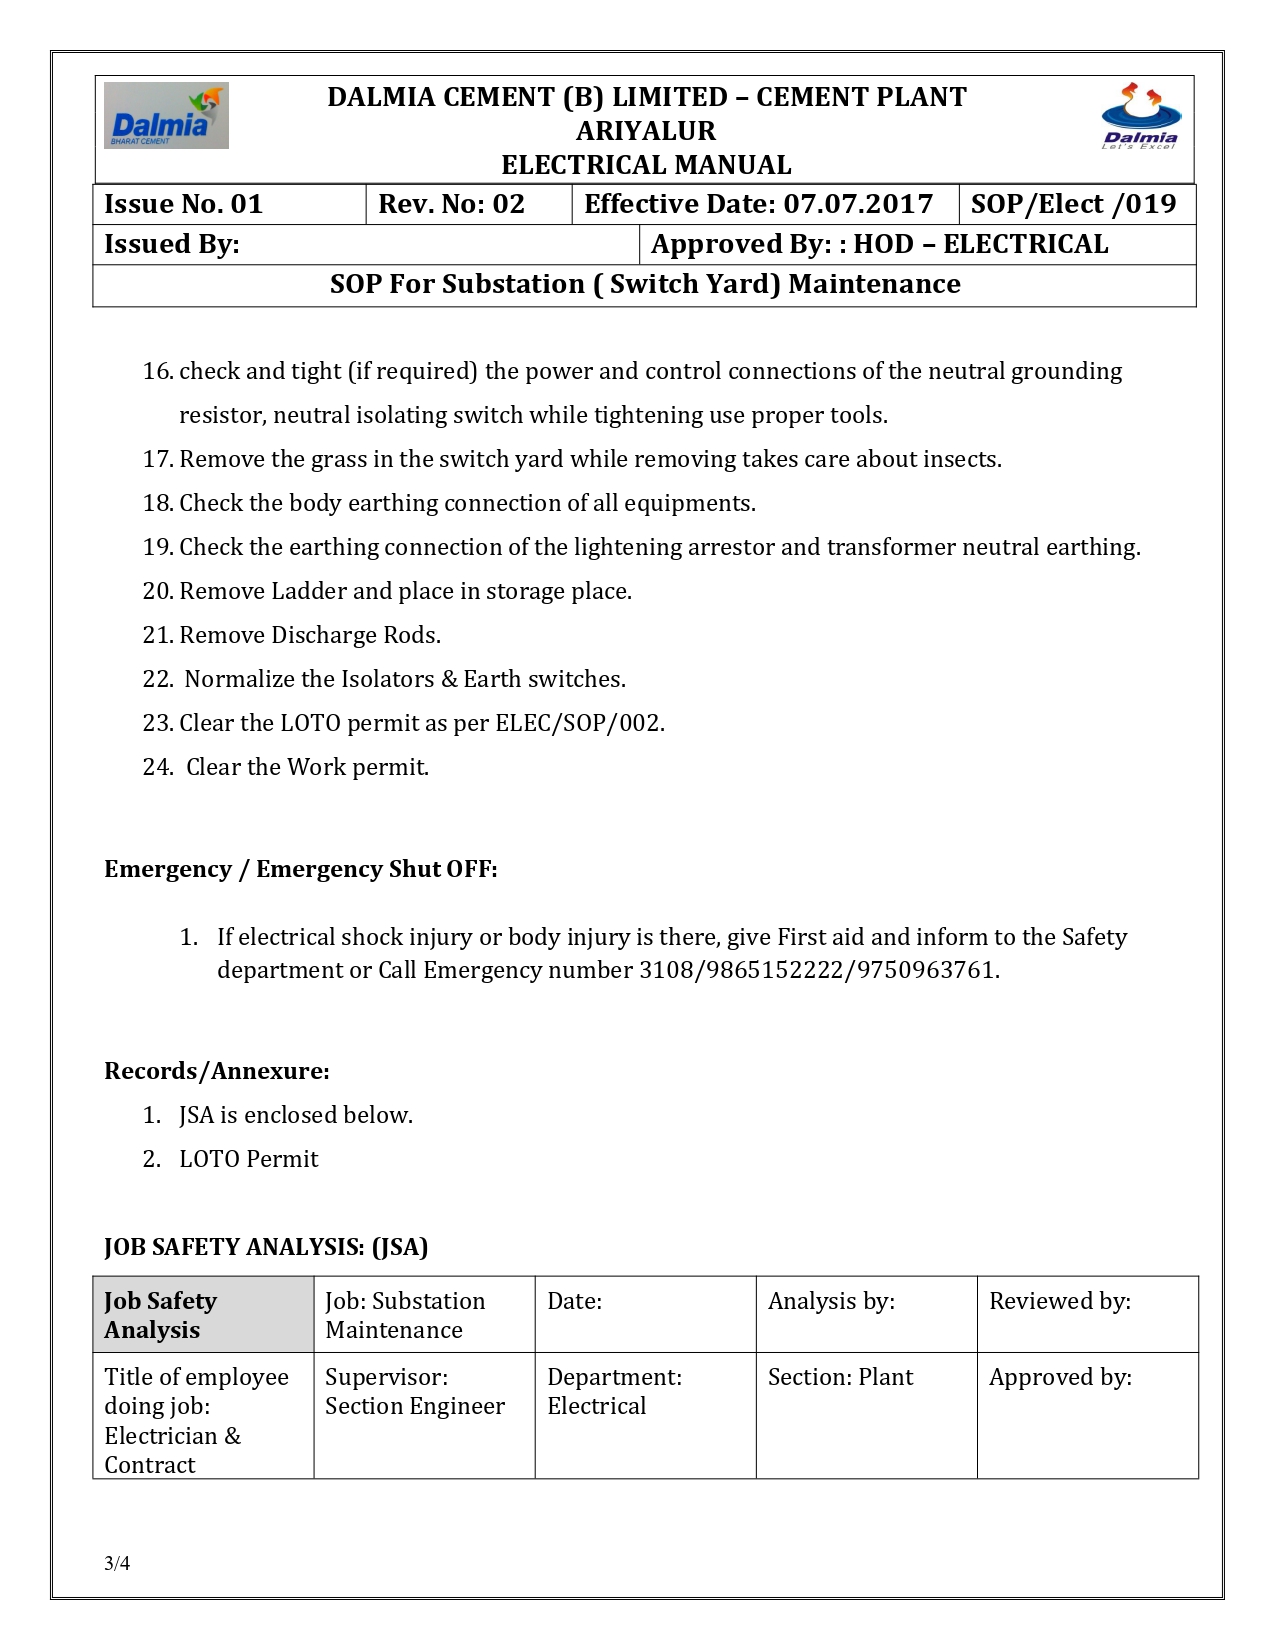 Dalmia
BHARAT CEMENT
DALMIA CEMENT (B) LIMITED – CEMENT PLANT
ARIYALUR
ELECTRICAL MANUAL
Dalmia
Let's Excel
Issue No. 01 Rev. No: 02 Effective Date: 07.07.2017 SOP/Elect /019
Issued By: Approved By: : HOD – ELECTRICAL
SOP For Substation ( Switch Yard) Maintenance
16. check and tight (if required) the power and control connections of the neutral grounding
resistor, neutral isolating switch while tightening use proper tools.
17. Remove the grass in the switch yard while removing takes care about insects.
18. Check the body earthing connection of all equipments.
19. Check the earthing connection of the lightening arrestor and transformer neutral earthing.
20. Remove Ladder and place in storage place.
21. Remove Discharge Rods.
22. Normalize the Isolators & Earth switches.
23. Clear the LOTO permit as per ELEC/SOP/002.
24. Clear the Work permit.
Emergency / Emergency Shut OFF:
1. If electrical shock injury or body injury is there, give First aid and inform to the Safety
department or Call Emergency number 3108/9865152222/9750963761.
Records/Annexure:
1. JSA is enclosed below.
2. LOTO Permit
JOB SAFETY ANALYSIS: (JSA)
Job Safety
Analysis
Job: Substation
Maintenance
Date:
Analysis by:
Reviewed by:
Title of employee
doing job:
Electrician &
Contract
Supervisor:
Section Engineer
Department:
Electrical
Section: Plant
Approved by:
3/4